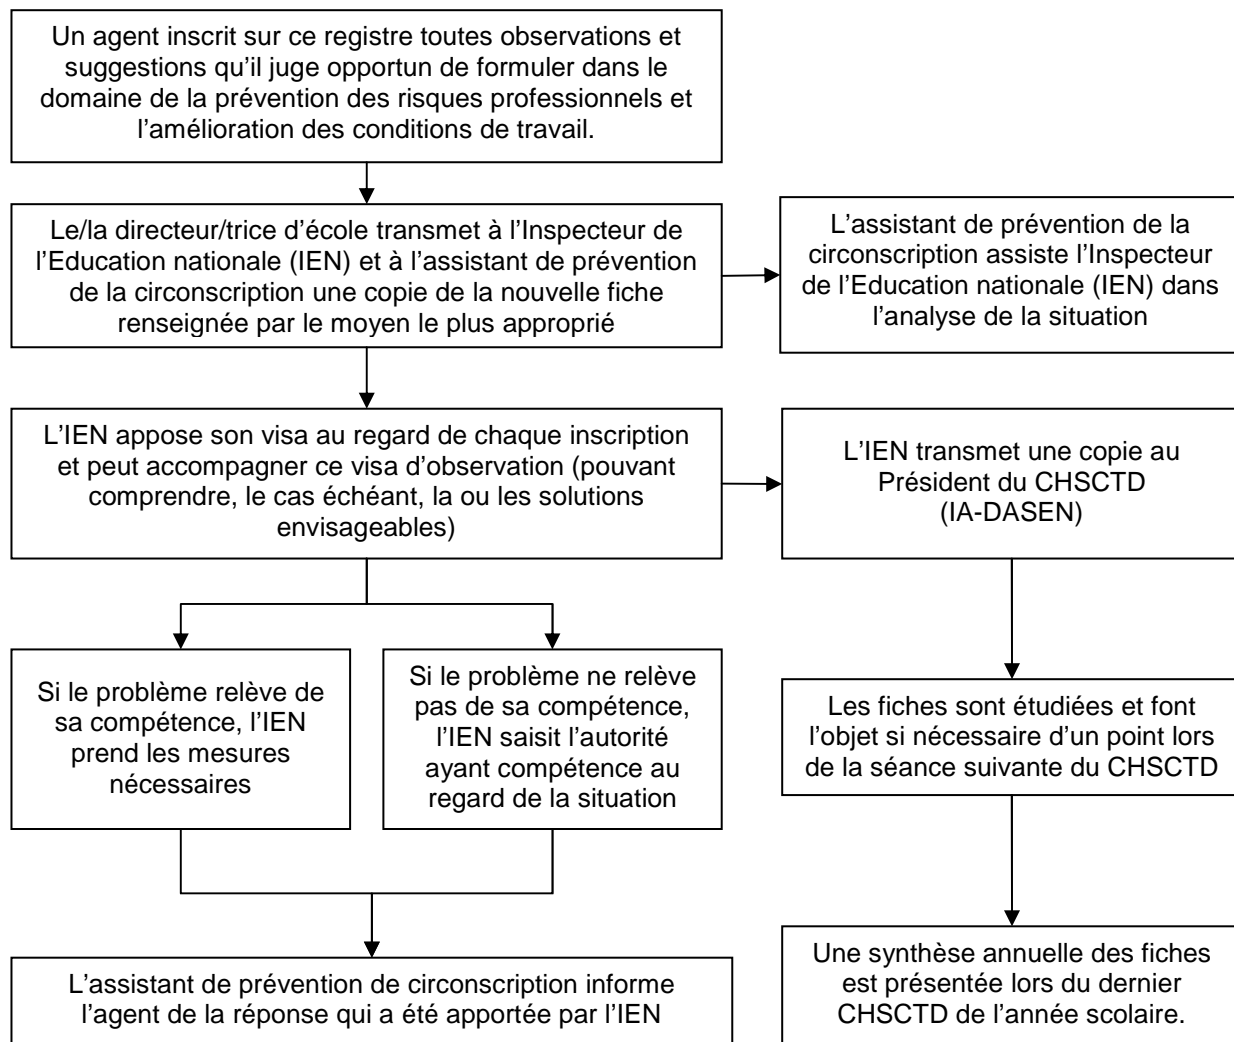 Un agent inscrit sur ce registre toutes observations et
suggestions qu'il juge opportun de formuler dans le
domaine de la prévention des risques professionnels et
l'amélioration des conditions de travail.
Le/la directeur/trice d'école transmet à l'Inspecteur de
l'Education nationale (IEN) et à l'assistant de prévention
de la circonscription une copie de la nouvelle fiche
renseignée par le moyen le plus approprié
L'assistant de prévention de la
circonscription assiste l'Inspecteur
de l'Education nationale (IEN) dans
l'analyse de la situation
L'IEN appose son visa au regard de chaque inscription
et peut accompagner ce visa d'observation (pouvant
comprendre, le cas échéant, la ou les solutions
envisageables)
L'IEN transmet une copie au
Président du CHSCTD
(IA-DASEN)
Si le problème relève de
sa compétence, l'IEN
prend les mesures
nécessaires
Si le problème ne relève
pas de sa compétence,
l'IEN saisit l'autorité
ayant compétence au
regard de la situation
Les fiches sont étudiées et font
l'objet si nécessaire d'un point lors
de la séance suivante du CHSCTD
L'assistant de prévention de circonscription informe
l'agent de la réponse qui a été apportée par l'IEN
Une synthèse annuelle des fiches
est présentée lors du dernier
CHSCTD de l'année scolaire.